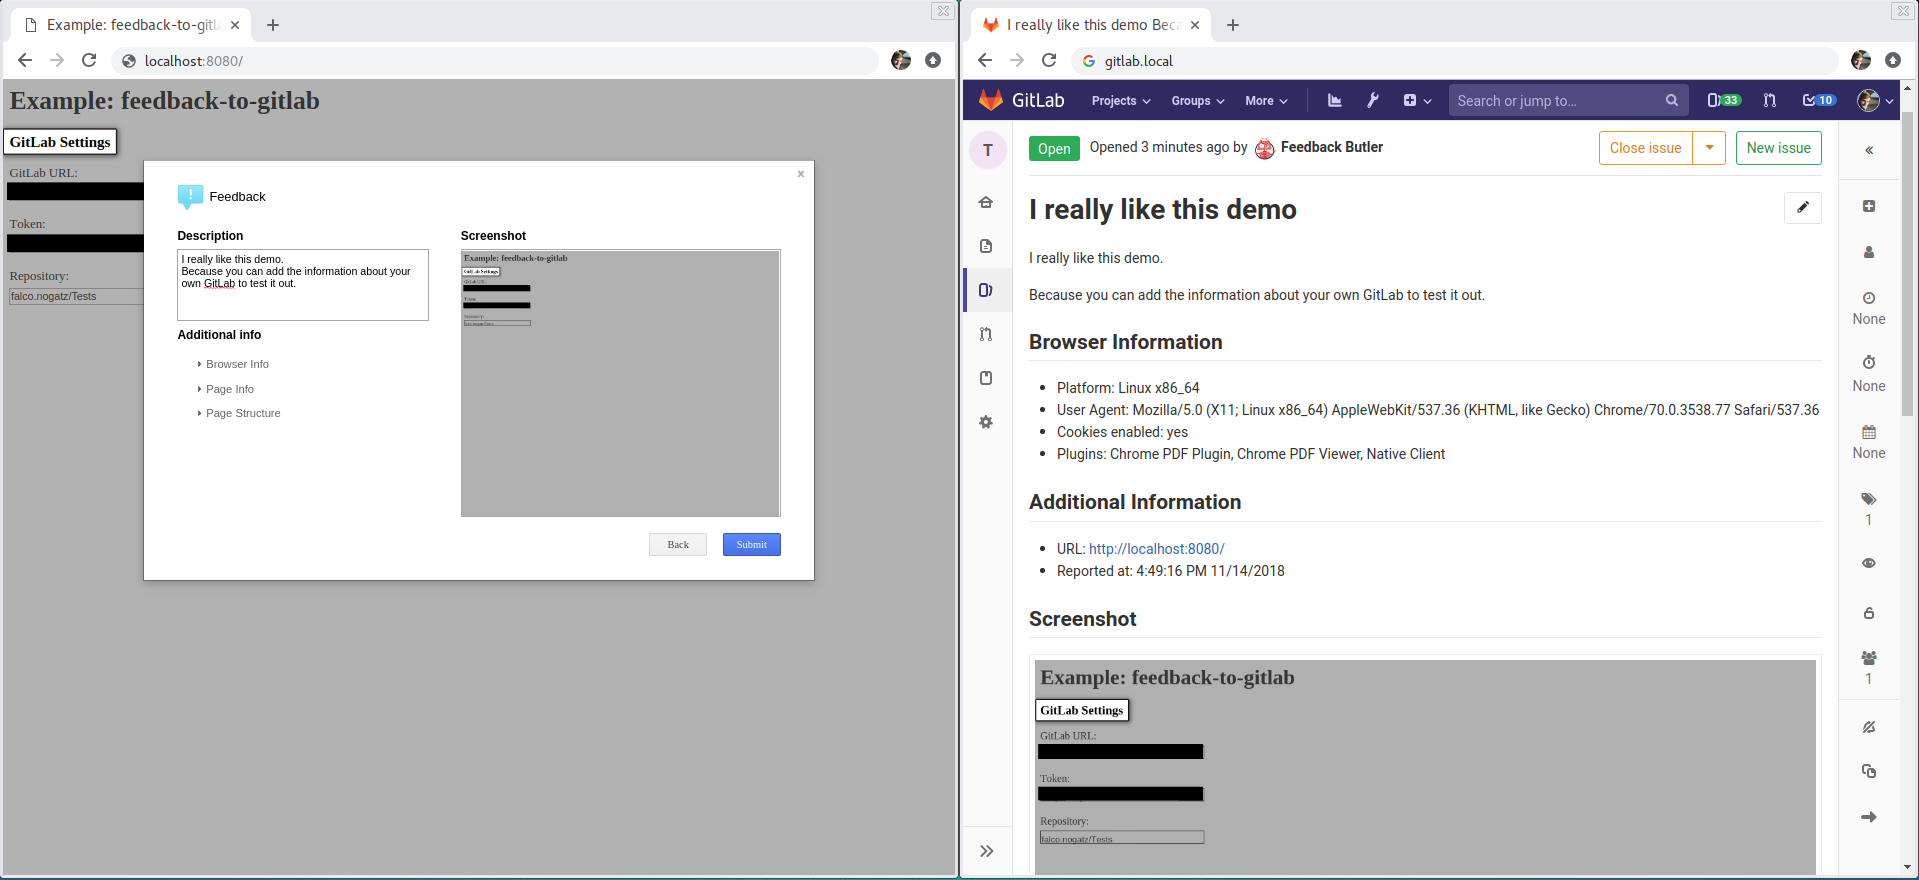 Example: feedback-to-gitla
localhost:8080/
Example: feedback-to-gitlab
GitLab Settings
GitLab URL:
Token:
Repository:
falco.nogatz/Tests
x
Feedback
Description
I really like this demo.
Because you can add the information about your
own GitLab to test it out.
Additional info
Browser Info
Page Info
Page Structure
Screenshot
Example: feedback-to-gitlab
GitLab Settings
GitLab URL:
Token:
Repository:
falco.nogatz/Tests
Back
Submit
I really like this demo Beca
gitlab.local
GitLab
Projects
Groups
More
Search or jump to…
33
10
T
Open
Opened 3 minutes ago by Feedback Butler
Close issue
New issue
I really like this demo
I really like this demo.
Because you can add the information about your own GitLab to test it out.
Browser Information
Platform: Linux x86_64
User Agent: Mozilla/5.0 (X11; Linux x86_64) AppleWebKit/537.36 (KHTML, like Gecko) Chrome/70.0.3538.77 Safari/537.36
Cookies enabled: yes
Plugins: Chrome PDF Plugin, Chrome PDF Viewer, Native Client
Additional Information
URL: http://localhost:8080/
Reported at: 4:49:16 PM 11/14/2018
Screenshot
Example: feedback-to-gitlab
GitLab Settings
GitLab URL:
Token:
Repository:
falco.nogatz/Tests
None
None
None
1
1